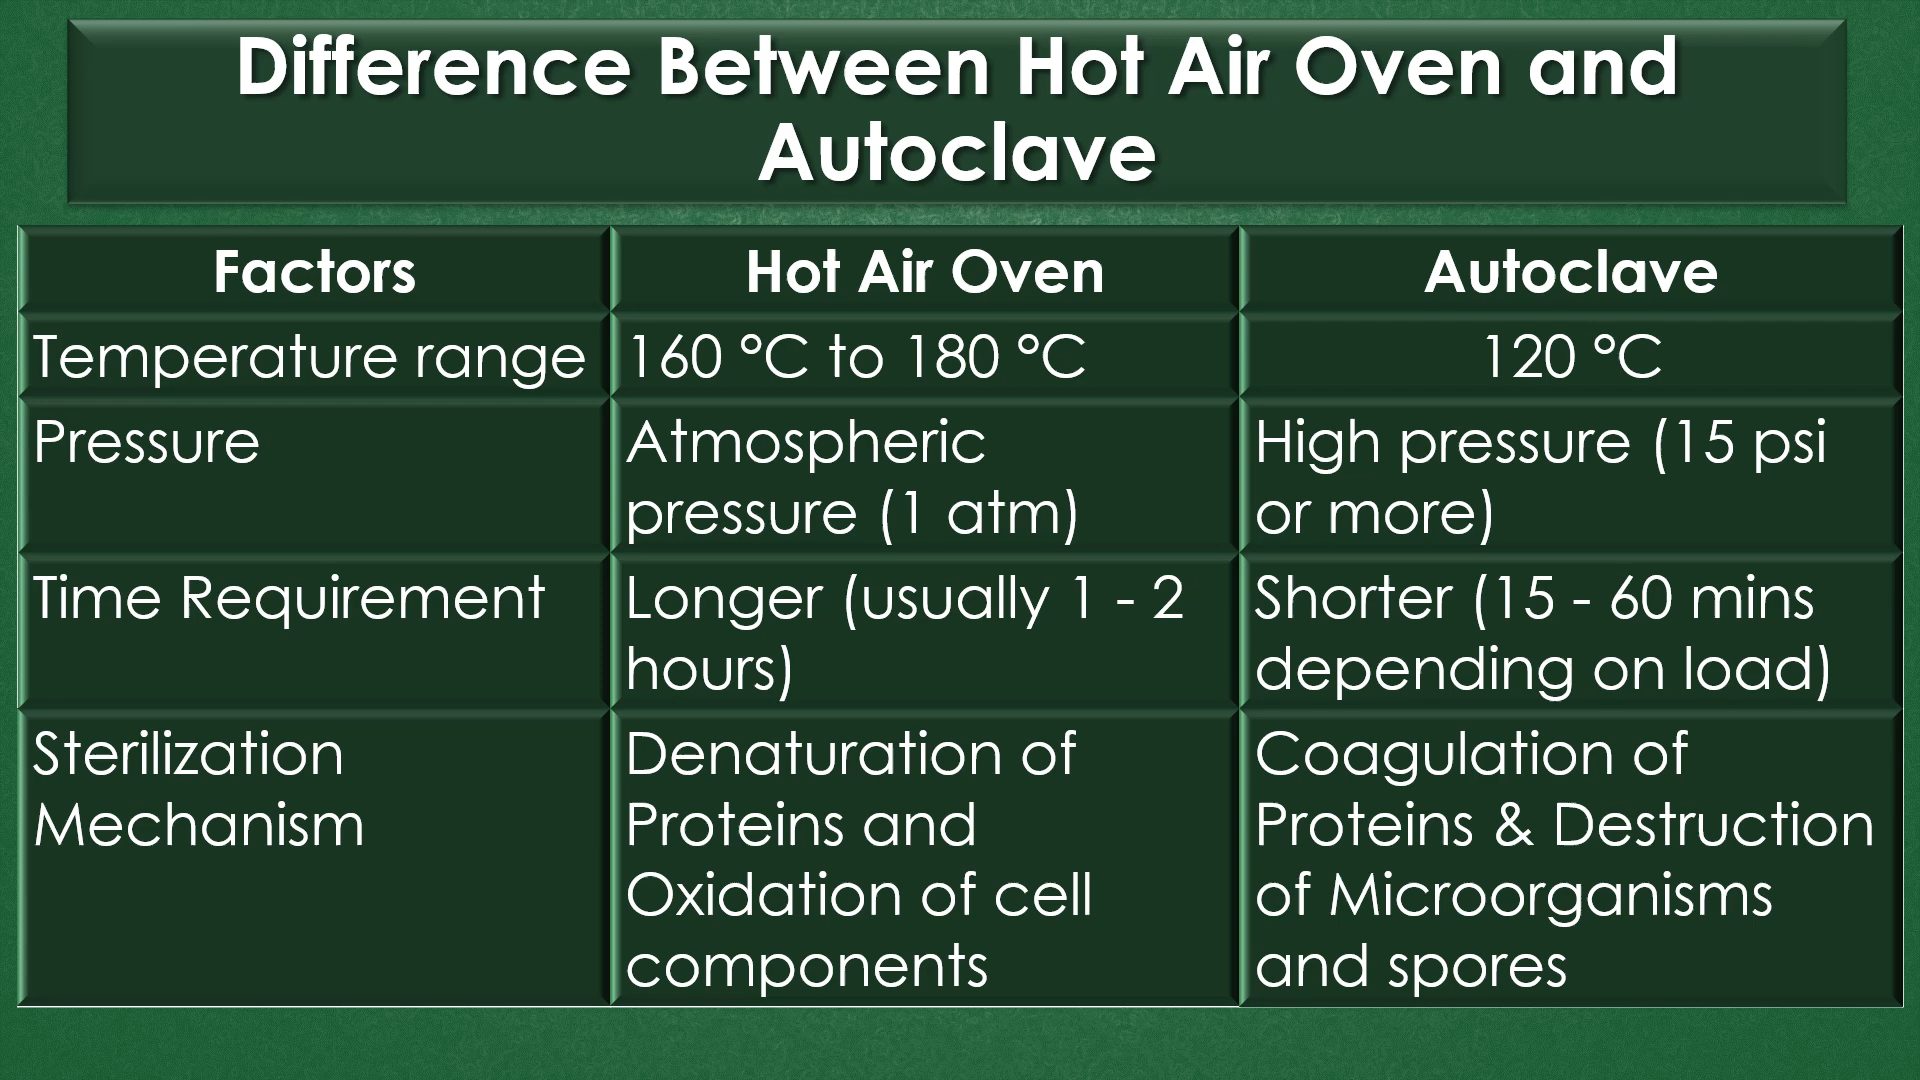 Difference Between Hot Air Oven and
Autoclave
Factors
Hot Air Oven
Autoclave
Temperature range
160 °C to 180 °C
120 °C
Pressure
Atmospheric
pressure (1 atm)
High pressure (15 psi
or more)
Time Requirement
Longer (usually 1 - 2
hours)
Shorter (15 - 60 mins
depending on load)
Sterilization
Mechanism
Denaturation of
Proteins and
Oxidation of cell
components
Coagulation of
Proteins & Destruction
of Microorganisms
and spores